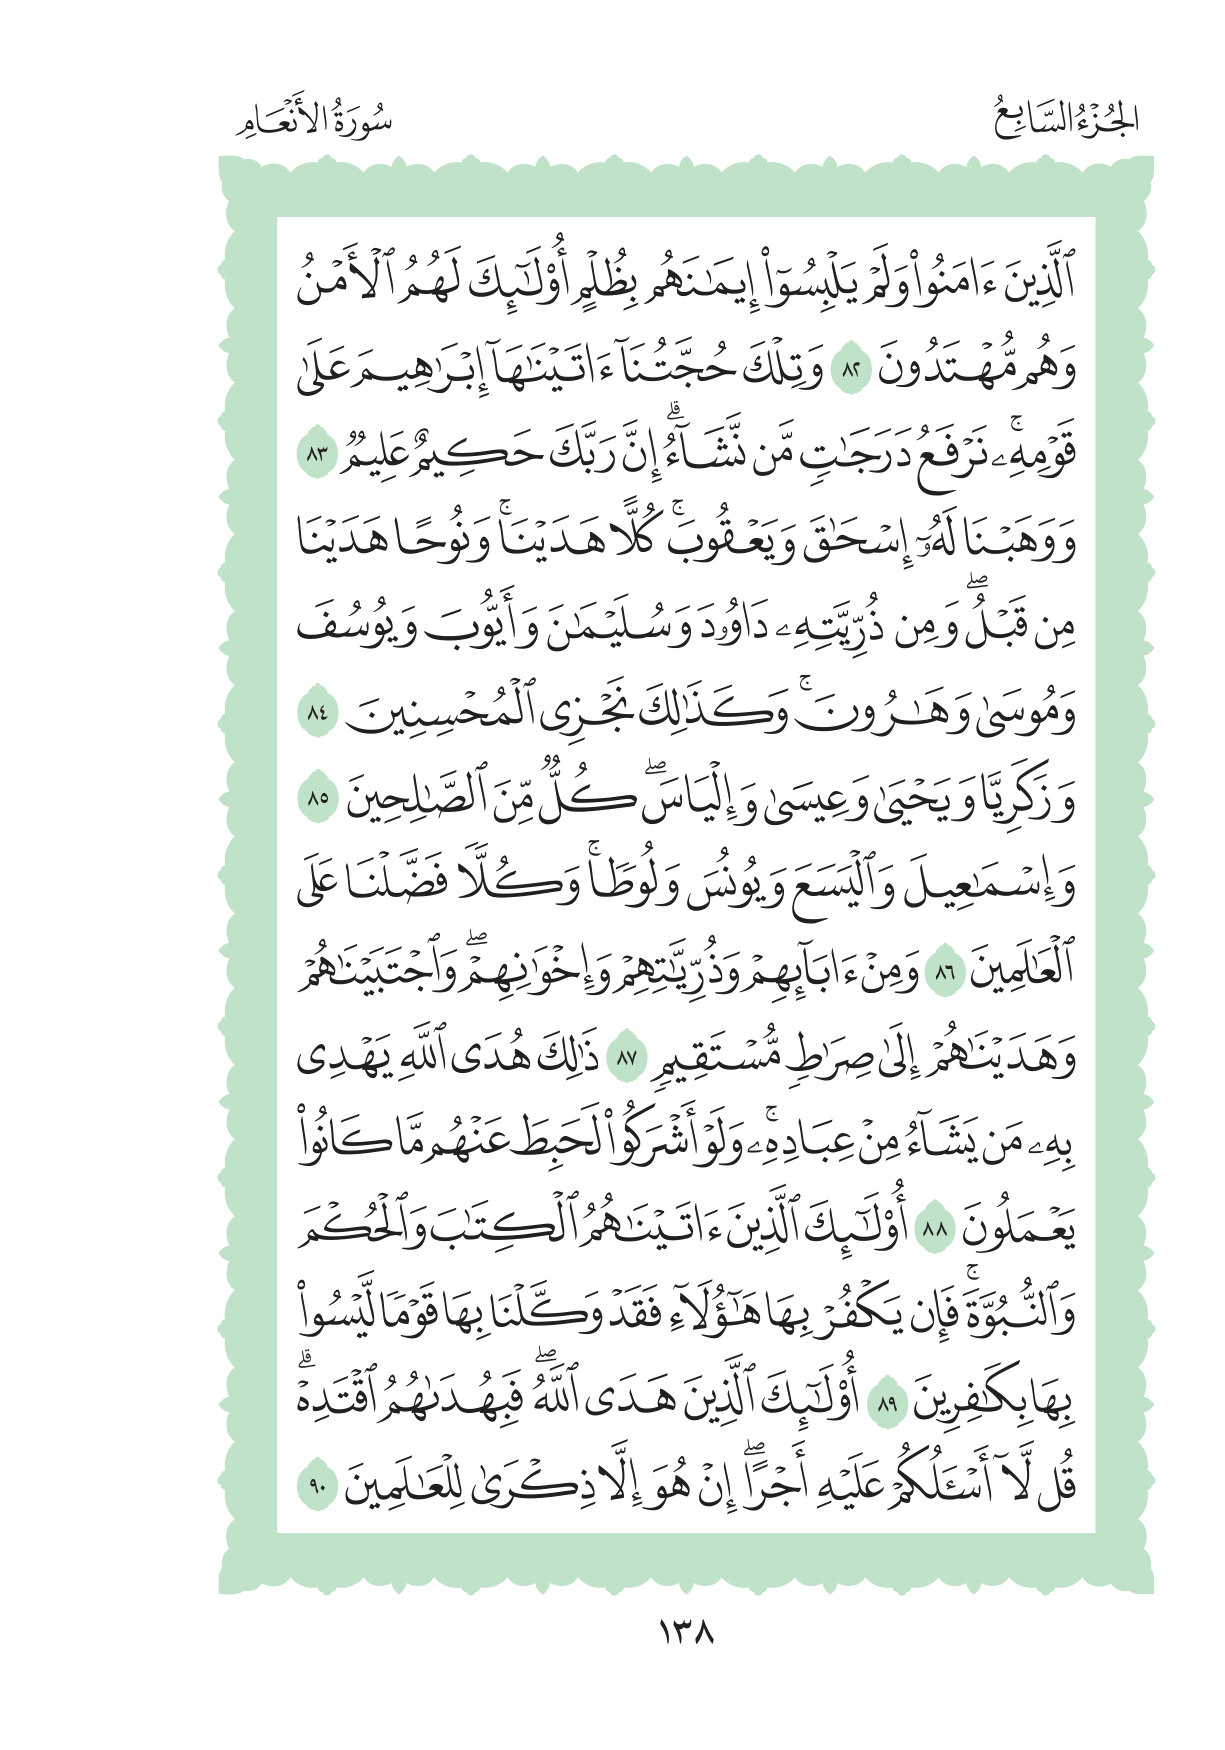 الجُزْءُ السَّابِعُ
سُورَةُ الأَنْعَامِ
ٱلَّذِينَ ءَامَنُواْ وَلَمْ يَلْبِسُوٓاْ إِيمَٰنَهُم بِظُلْمٍ أُوْلَٰٓئِكَ لَهُمُ ٱلْأَمْنُ
وَهُم مُّهْتَدُونَ ٨٢ وَتِلْكَ حُجَّتُنَآ ءَاتَيْنَٰهَآ إِبْرَٰهِيمَ عَلَىٰ
قَوْمِهِۦۚ نَرْفَعُ دَرَجَٰتٍ مَّن نَّشَآءُۗ إِنَّ رَبَّكَ حَكِيمٌ عَلِيمٌ ٨٣
وَوَهَبْنَا لَهُۥٓ إِسْحَٰقَ وَيَعْقُوبَۚ كُلًّا هَدَيْنَاۚ وَنُوحًا هَدَيْنَا
مِن قَبْلُۖ وَمِن ذُرِّيَّتِهِۦ دَاوُۥدَ وَسُلَيْمَٰنَ وَأَيُّوبَ وَيُوسُفَ
وَمُوسَىٰ وَهَٰرُونَۚ وَكَذَٰلِكَ نَجْزِى ٱلْمُحْسِنِينَ ٨٤
وَزَكَرِيَّا وَيَحْيَىٰ وَعِيسَىٰ وَإِلْيَاسَۖ كُلٌّ مِّنَ ٱلصَّٰلِحِينَ ٨٥
وَإِسْمَٰعِيلَ وَٱلْيَسَعَ وَيُونُسَ وَلُوطًاۚ وَكُلًّا فَضَّلْنَا عَلَى
ٱلْعَٰلَمِينَ ٨٦ وَمِنْ ءَابَآئِهِمْ وَذُرِّيَّٰتِهِمْ وَإِخْوَٰنِهِمْۖ وَٱجْتَبَيْنَٰهُمْ
وَهَدَيْنَٰهُمْ إِلَىٰ صِرَٰطٍ مُّسْتَقِيمٍ ٨٧ ذَٰلِكَ هُدَى ٱللَّهِ يَهْدِى
بِهِۦ مَن يَشَآءُ مِنْ عِبَادِهِۦۚ وَلَوْ أَشْرَكُواْ لَحَبِطَ عَنْهُم مَّا كَانُواْ
يَعْمَلُونَ ٨٨ أُوْلَٰٓئِكَ ٱلَّذِينَ ءَاتَيْنَٰهُمُ ٱلْكِتَٰبَ وَٱلْحُكْمَ
وَٱلنُّبُوَّةَۚ فَإِن يَكْفُرْ بِهَا هَٰٓؤُلَآءِ فَقَدْ وَكَّلْنَا بِهَا قَوْمًا لَّيْسُواْ
بِهَا بِكَٰفِرِينَ ٨٩ أُوْلَٰٓئِكَ ٱلَّذِينَ هَدَى ٱللَّهُۖ فَبِهُدَىٰهُمُ ٱقْتَدِهْۗ
قُل لَّآ أَسْـَٔلُكُمْ عَلَيْهِ أَجْرًاۖ إِنْ هُوَ إِلَّا ذِكْرَىٰ لِلْعَٰلَمِينَ ٩٠
١٣٨